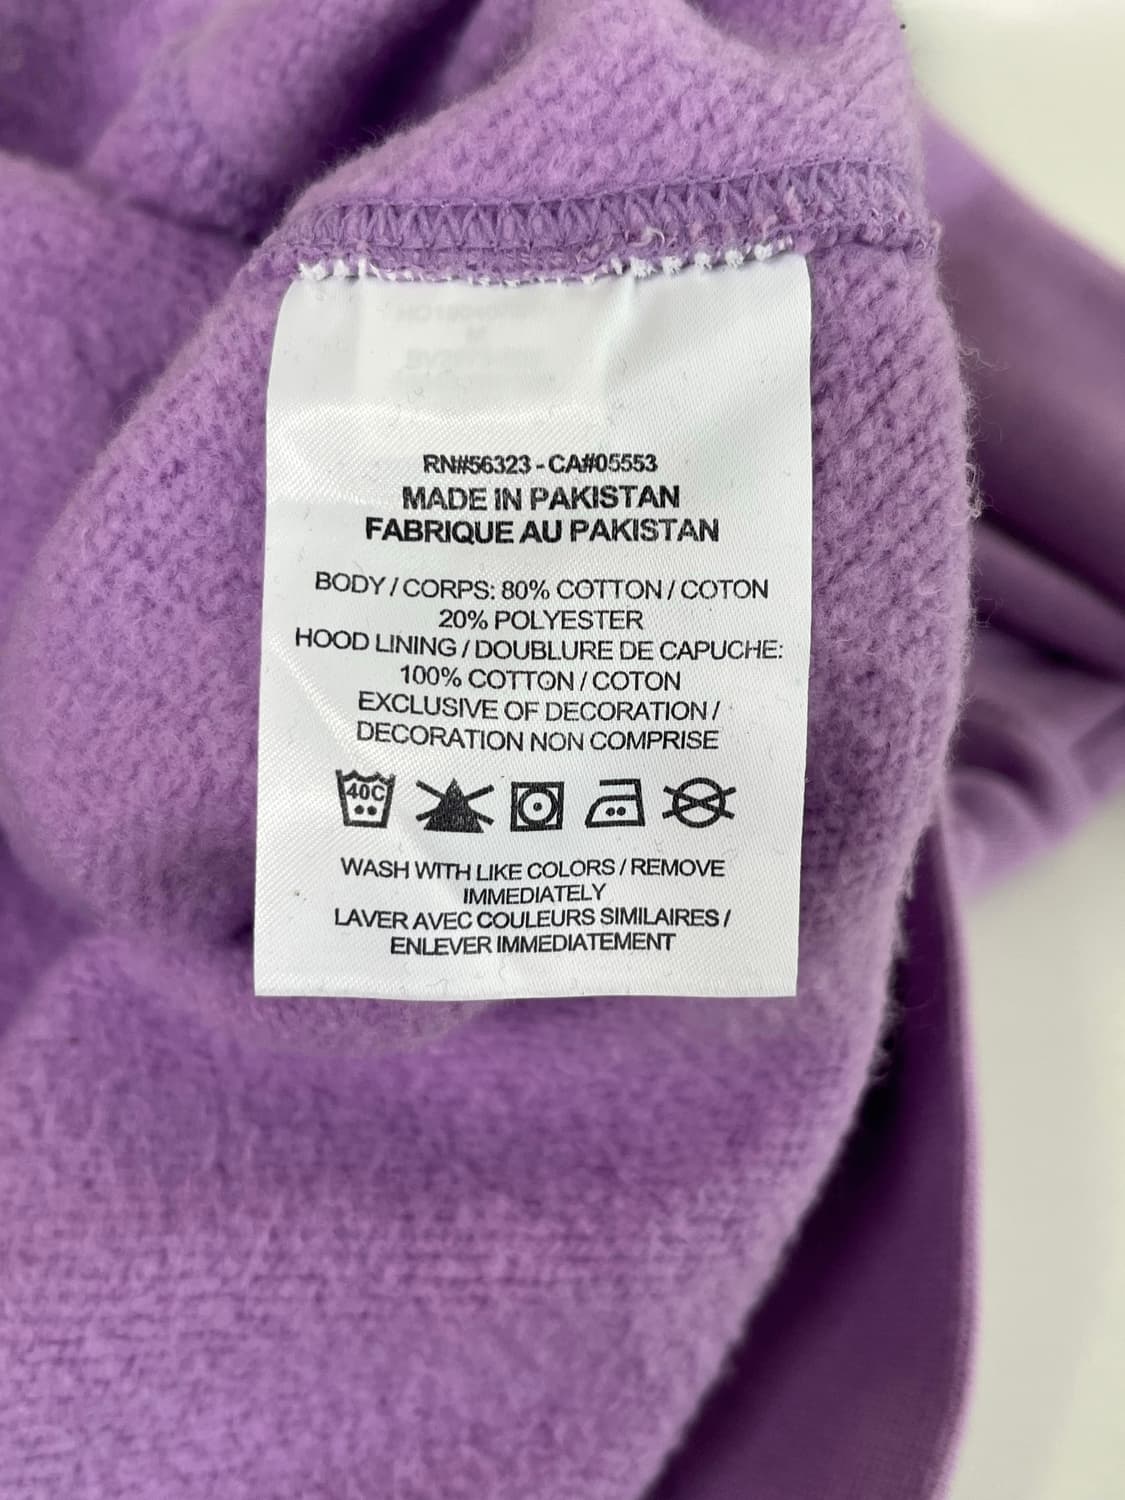 RN#56323 - CA#05553
MADE IN PAKISTAN
FABRIQUE AU PAKISTAN
BODY / CORPS: 80% COTTON / COTON
20% POLYESTER
HOOD LINING / DOUBLURE DE CAPUCHE:
100% COTTON / COTON
EXCLUSIVE OF DECORATION /
DECORATION NON COMPRISE
40C
WASH WITH LIKE COLORS / REMOVE
IMMEDIATELY
LAVER AVEC COULEURS SIMILAIRES /
ENLEVER IMMEDIATEMENT